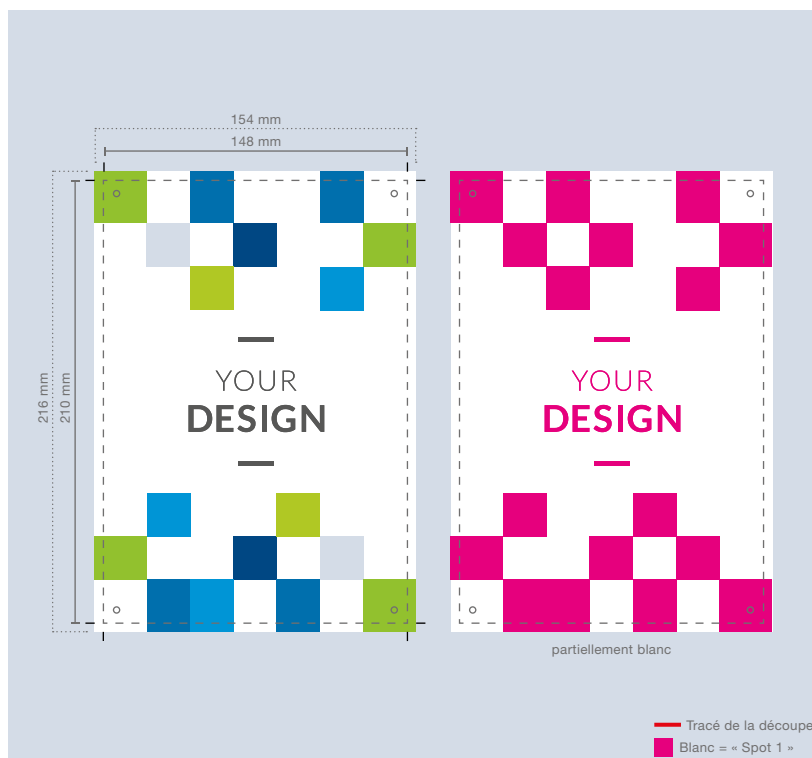 154 mm
148 mm
216 mm
210 mm
YOUR
DESIGN
YOUR
DESIGN
partiellement blanc
Tracé de la découpe
Blanc = « Spot 1 »